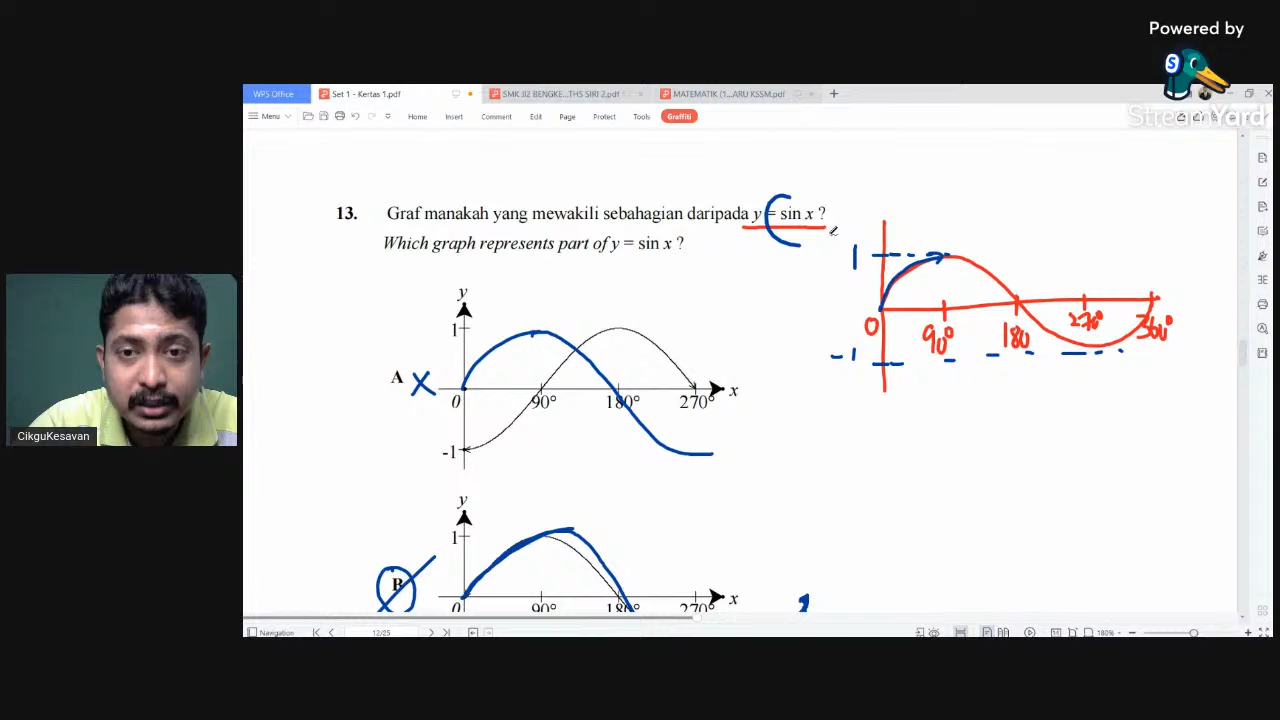 Powered by
S
StreamYard
WPS Office
Set 1 - Kertas 1.pdf
SMK JI2 BENGKE...THS SIRI 2.pdf
MATEMATIK (1...ARU KSSM.pdf
Menu
Home
Insert
Comment
Edit
Page
Protect
Tools
Graffiti
13. Graf manakah yang mewakili sebahagian daripada y = sin x ?
Which graph represents part of y = sin x ?
1
0
90°
180
270°
360°
-1
y
1
A X
0
90°
180°
270°
x
-1
CikguKesavan
y
1
B
0
90°
180°
270°
x
Navigation
12/25
180%